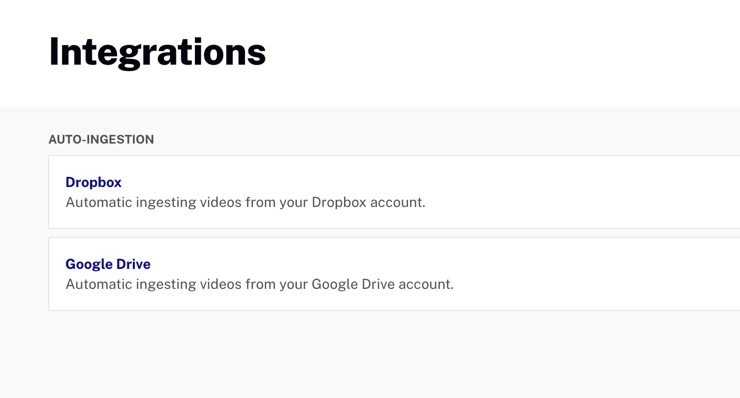 Integrations
AUTO-INGESTION
Dropbox
Automatic ingesting videos from your Dropbox account.
Google Drive
Automatic ingesting videos from your Google Drive account.